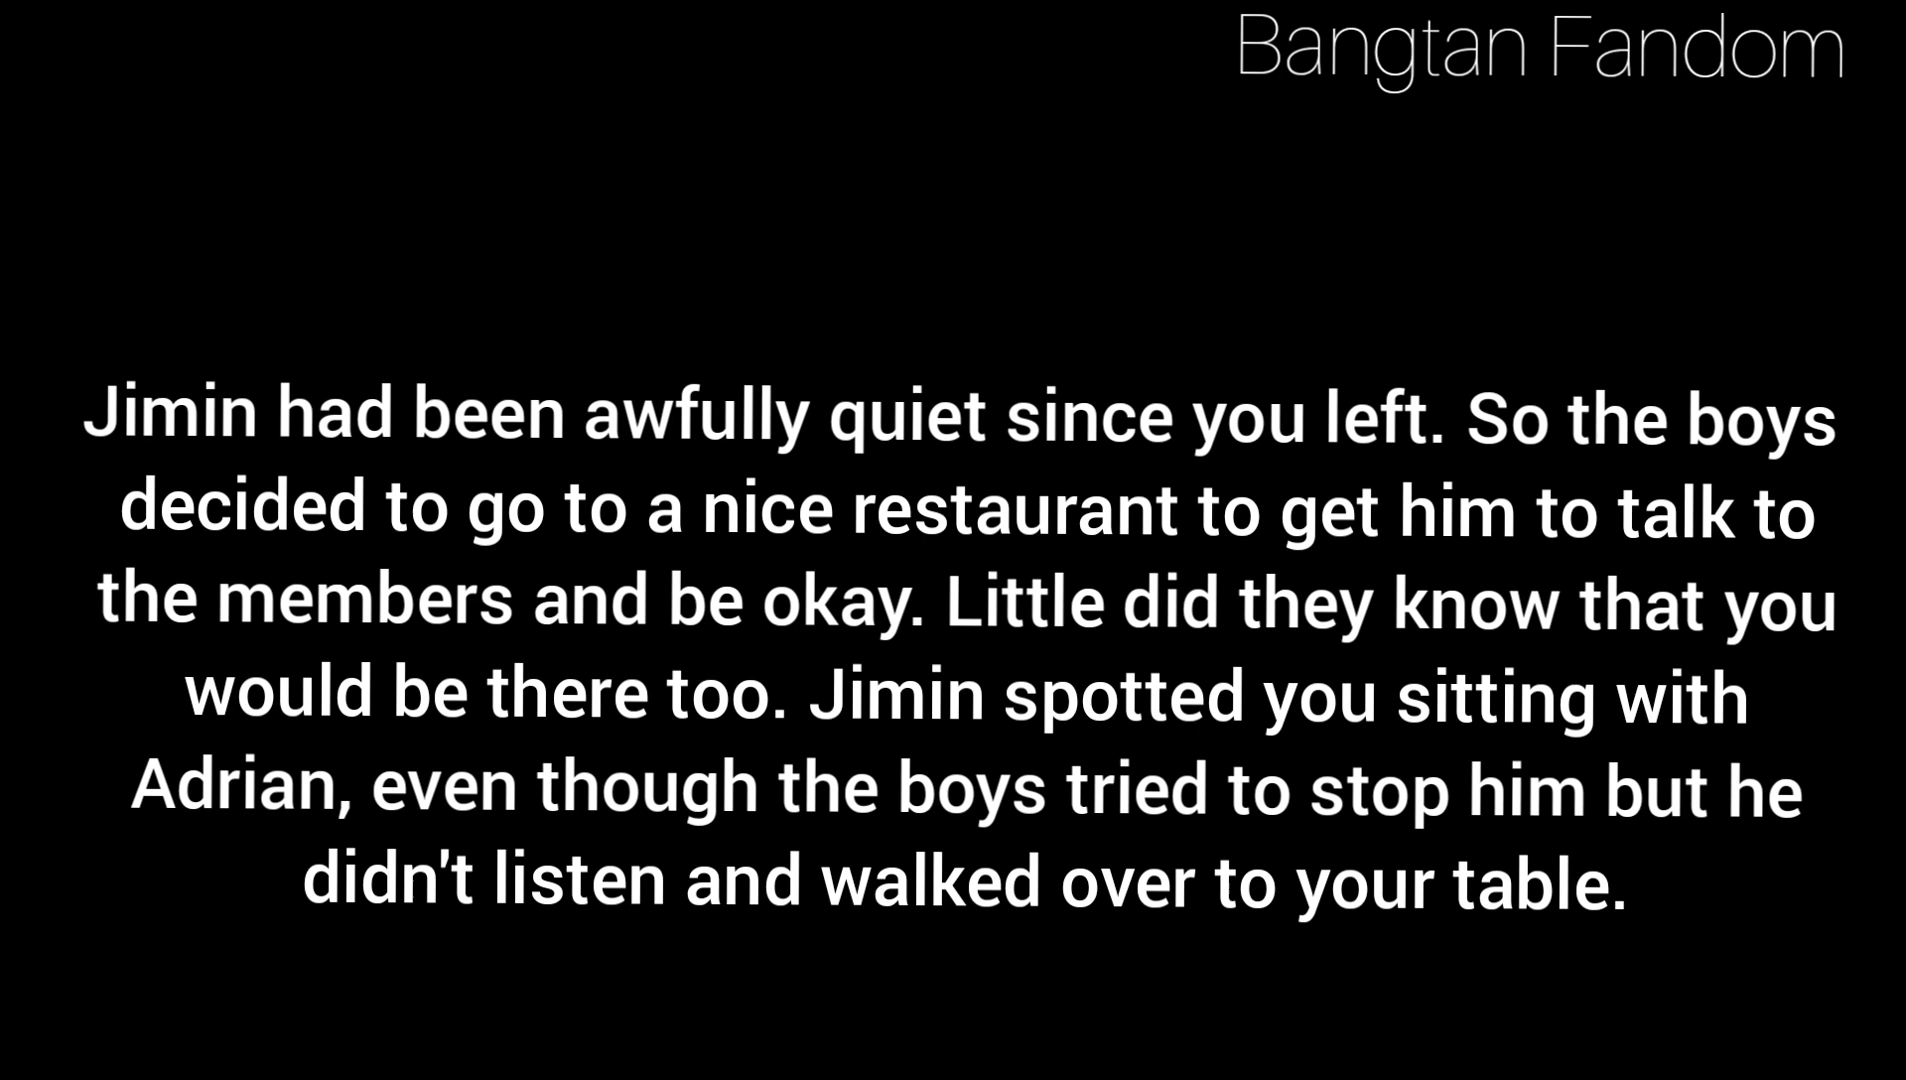 Bangtan Fandom
Jimin had been awfully quiet since you left. So the boys
decided to go to a nice restaurant to get him to talk to
the members and be okay. Little did they know that you
would be there too. Jimin spotted you sitting with
Adrian, even though the boys tried to stop him but he
didn't listen and walked over to your table.